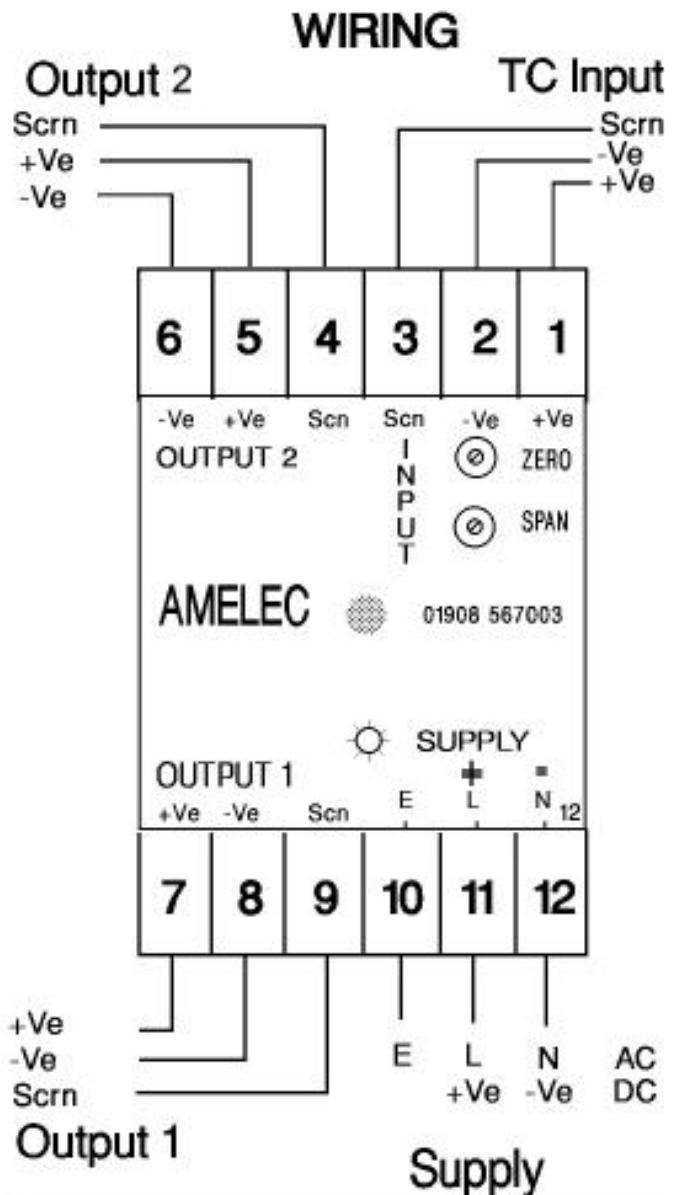 WIRING
Output 2 TC Input
Scrn Scrn
+Ve -Ve
-Ve +Ve
6 5 4 3 2 1
-Ve +Ve Scn Scn -Ve +Ve
OUTPUT 2 INPUT ZERO
SPAN
AMELEC 01908 567003
SUPPLY
OUTPUT 1 + -
+Ve -Ve Scn E L N 12
7 8 9 10 11 12
+Ve
-Ve E L N AC
Scrn +Ve -Ve DC
Output 1 Supply